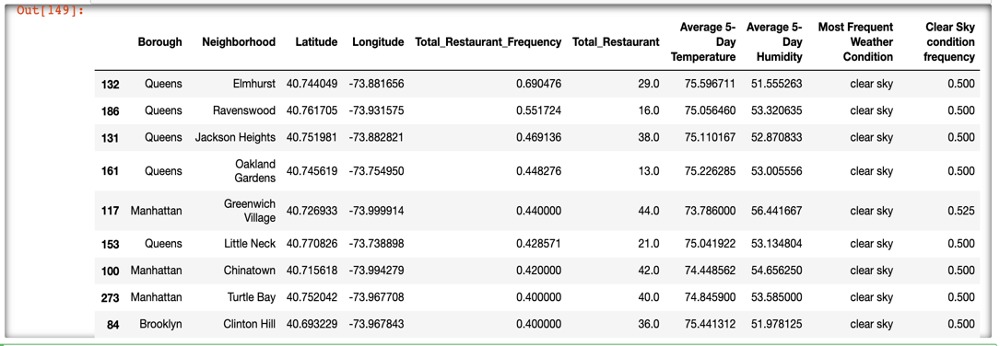 Out[149]:
Average 5- Average 5- Most Frequent Clear Sky
Borough Neighborhood Latitude Longitude Total_Restaurant_Frequency Total_Restaurant Day Day Weather condition
Temperature Humidity Condition frequency
132 Queens Elmhurst 40.744049 -73.881656 0.690476 29.0 75.596711 51.555263 clear sky 0.500
186 Queens Ravenswood 40.761705 -73.931575 0.551724 16.0 75.056460 53.320635 clear sky 0.500
131 Queens Jackson Heights 40.751981 -73.882821 0.469136 38.0 75.110167 52.870833 clear sky 0.500
161 Queens Oakland Gardens 40.745619 -73.754950 0.448276 13.0 75.226285 53.005556 clear sky 0.500
117 Manhattan Greenwich Village 40.726933 -73.999914 0.440000 44.0 73.786000 56.441667 clear sky 0.525
153 Queens Little Neck 40.770826 -73.738898 0.428571 21.0 75.041922 53.134804 clear sky 0.500
100 Manhattan Chinatown 40.715618 -73.994279 0.420000 42.0 74.448562 54.656250 clear sky 0.500
273 Manhattan Turtle Bay 40.752042 -73.967708 0.400000 40.0 74.845900 53.585000 clear sky 0.500
84 Brooklyn Clinton Hill 40.693229 -73.967843 0.400000 36.0 75.441312 51.978125 clear sky 0.500